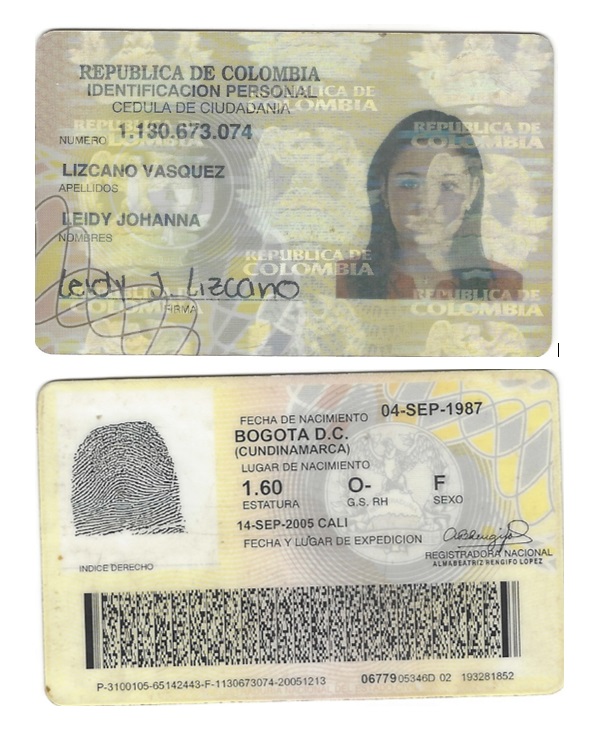 REPUBLICA DE COLOMBIA
IDENTIFICACION PERSONAL
CEDULA DE CIUDADANIA
NUMERO 1.130.673.074
LIZCANO VASQUEZ
APELLIDOS
LEIDY JOHANNA
NOMBRES
Leidy J. Lizcano
FIRMA
REPUBLICA DE
COLOMBIA
REPUBLICA DE
COLOMBIA
REPUBLICA DE
COLOMBIA
REPUBLICA DE
COLOMBIA
FECHA DE NACIMIENTO 04-SEP-1987
BOGOTA D.C.
(CUNDINAMARCA)
LUGAR DE NACIMIENTO
1.60 O- F
ESTATURA G.S. RH SEXO
14-SEP-2005 CALI
FECHA Y LUGAR DE EXPEDICION
REGISTRADORA NACIONAL
ALMABEATRIZ RENGIFO LOPEZ
INDICE DERECHO
P-3100105-65142443-F-1130673074-20051213 06779 05346D 02 193281852